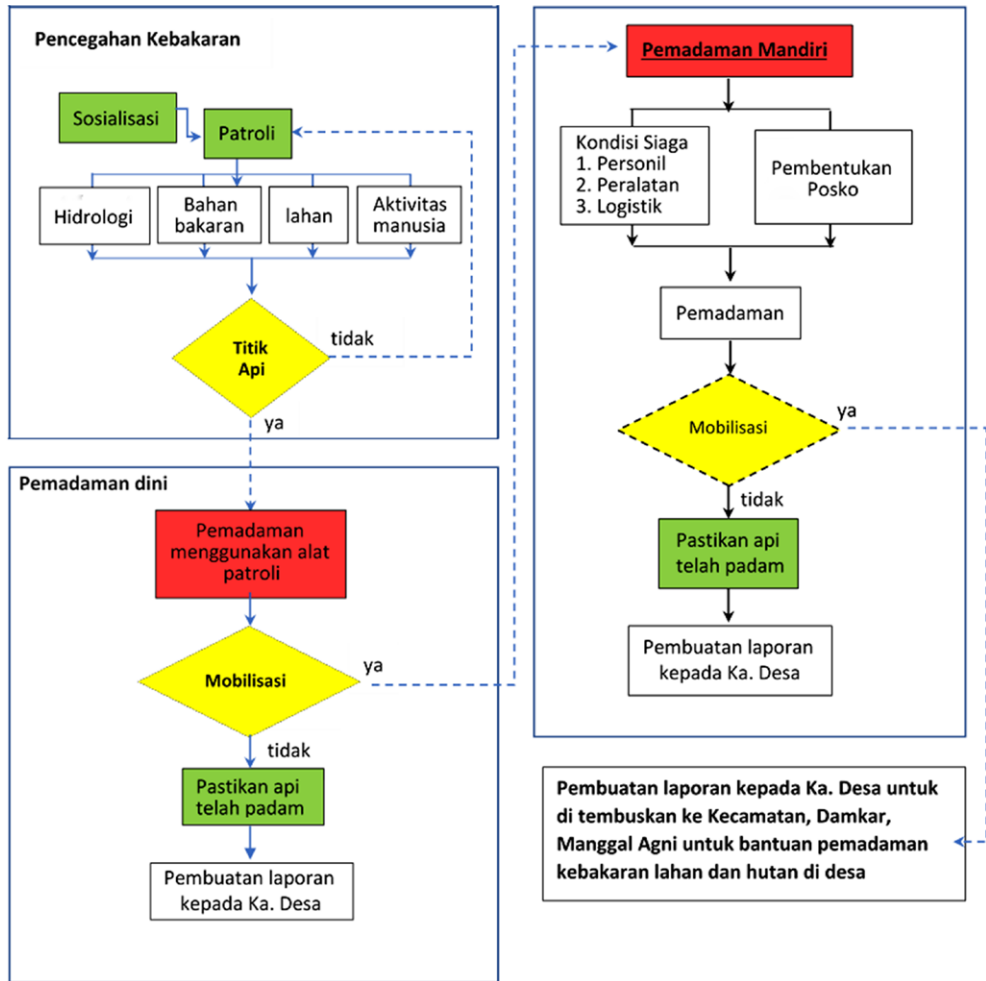 Pencegahan Kebakaran
Sosialisasi
Patroli
Hidrologi
Bahan
bakaran
lahan
Aktivitas
manusia
Titik
Api
tidak
ya
Pemadaman dini
Pemadaman
menggunakan alat
patroli
Mobilisasi
ya
tidak
Pastikan api
telah padam
Pembuatan laporan
kepada Ka. Desa
Pemadaman Mandiri
Kondisi Siaga
1. Personil
2. Peralatan
3. Logistik
Pembentukan
Posko
Pemadaman
Mobilisasi
ya
tidak
Pastikan api
telah padam
Pembuatan laporan
kepada Ka. Desa
Pembuatan laporan kepada Ka. Desa untuk
di tembuskan ke Kecamatan, Damkar,
Manggal Agni untuk bantuan pemadaman
kebakaran lahan dan hutan di desa